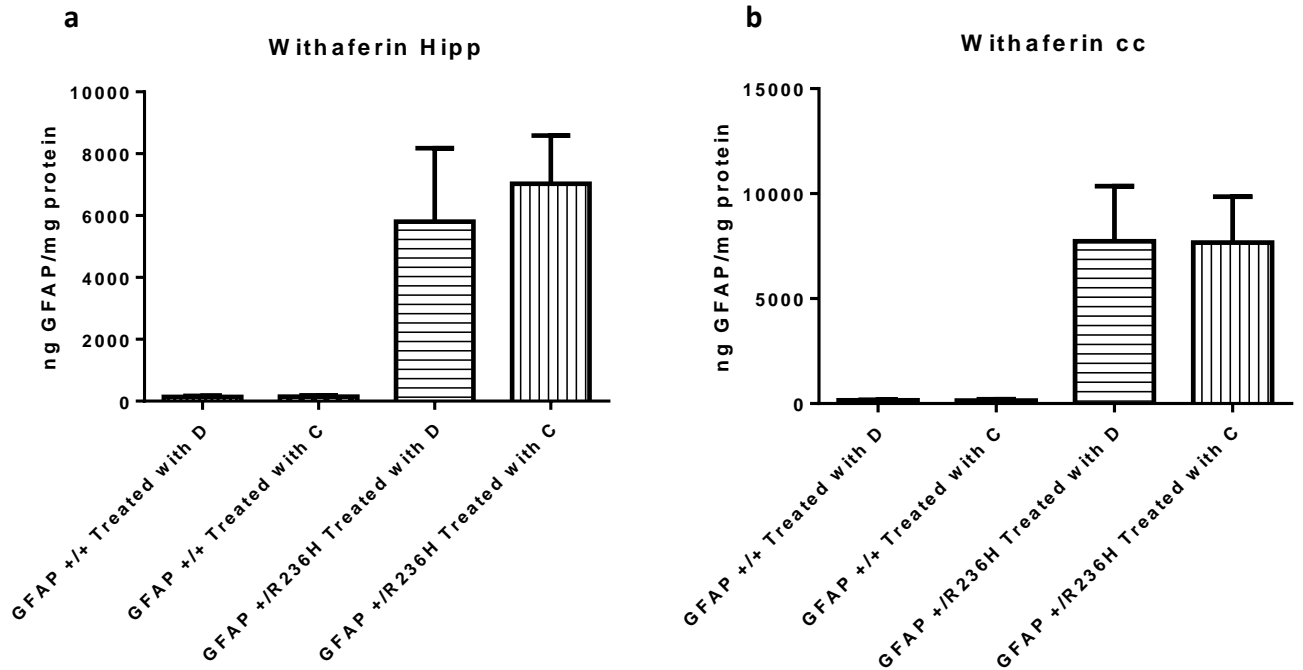 a
Withaferin Hipp
ng GFAP/mg protein
10000
8000
6000
4000
2000
0
GFAP +/+ Treated with D
GFAP +/+ Treated with C
GFAP +/R236H Treated with D
GFAP +/R236H Treated with C
b
Withaferin cc
ng GFAP/mg protein
15000
10000
5000
0
GFAP +/+ Treated with D
GFAP +/+ Treated with C
GFAP +/R236H Treated with D
GFAP +/R236H Treated with C